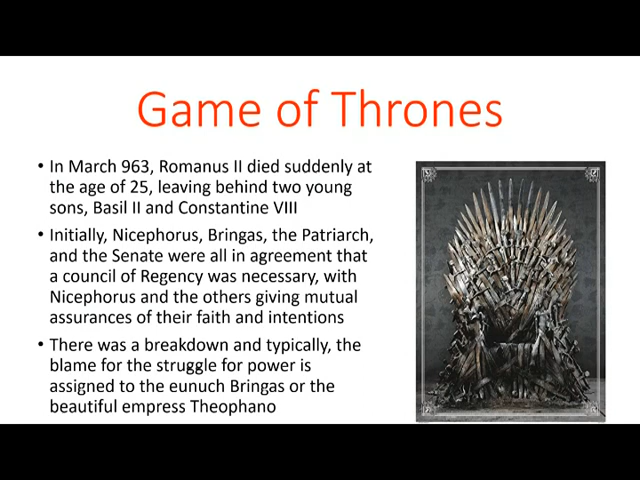 Game of Thrones
• In March 963, Romanus II died suddenly at
the age of 25, leaving behind two young
sons, Basil II and Constantine VIII
• Initially, Nicephorus, Bringas, the Patriarch,
and the Senate were all in agreement that
a council of Regency was necessary, with
Nicephorus and the others giving mutual
assurances of their faith and intentions
• There was a breakdown and typically, the
blame for the struggle for power is
assigned to the eunuch Bringas or the
beautiful empress Theophano